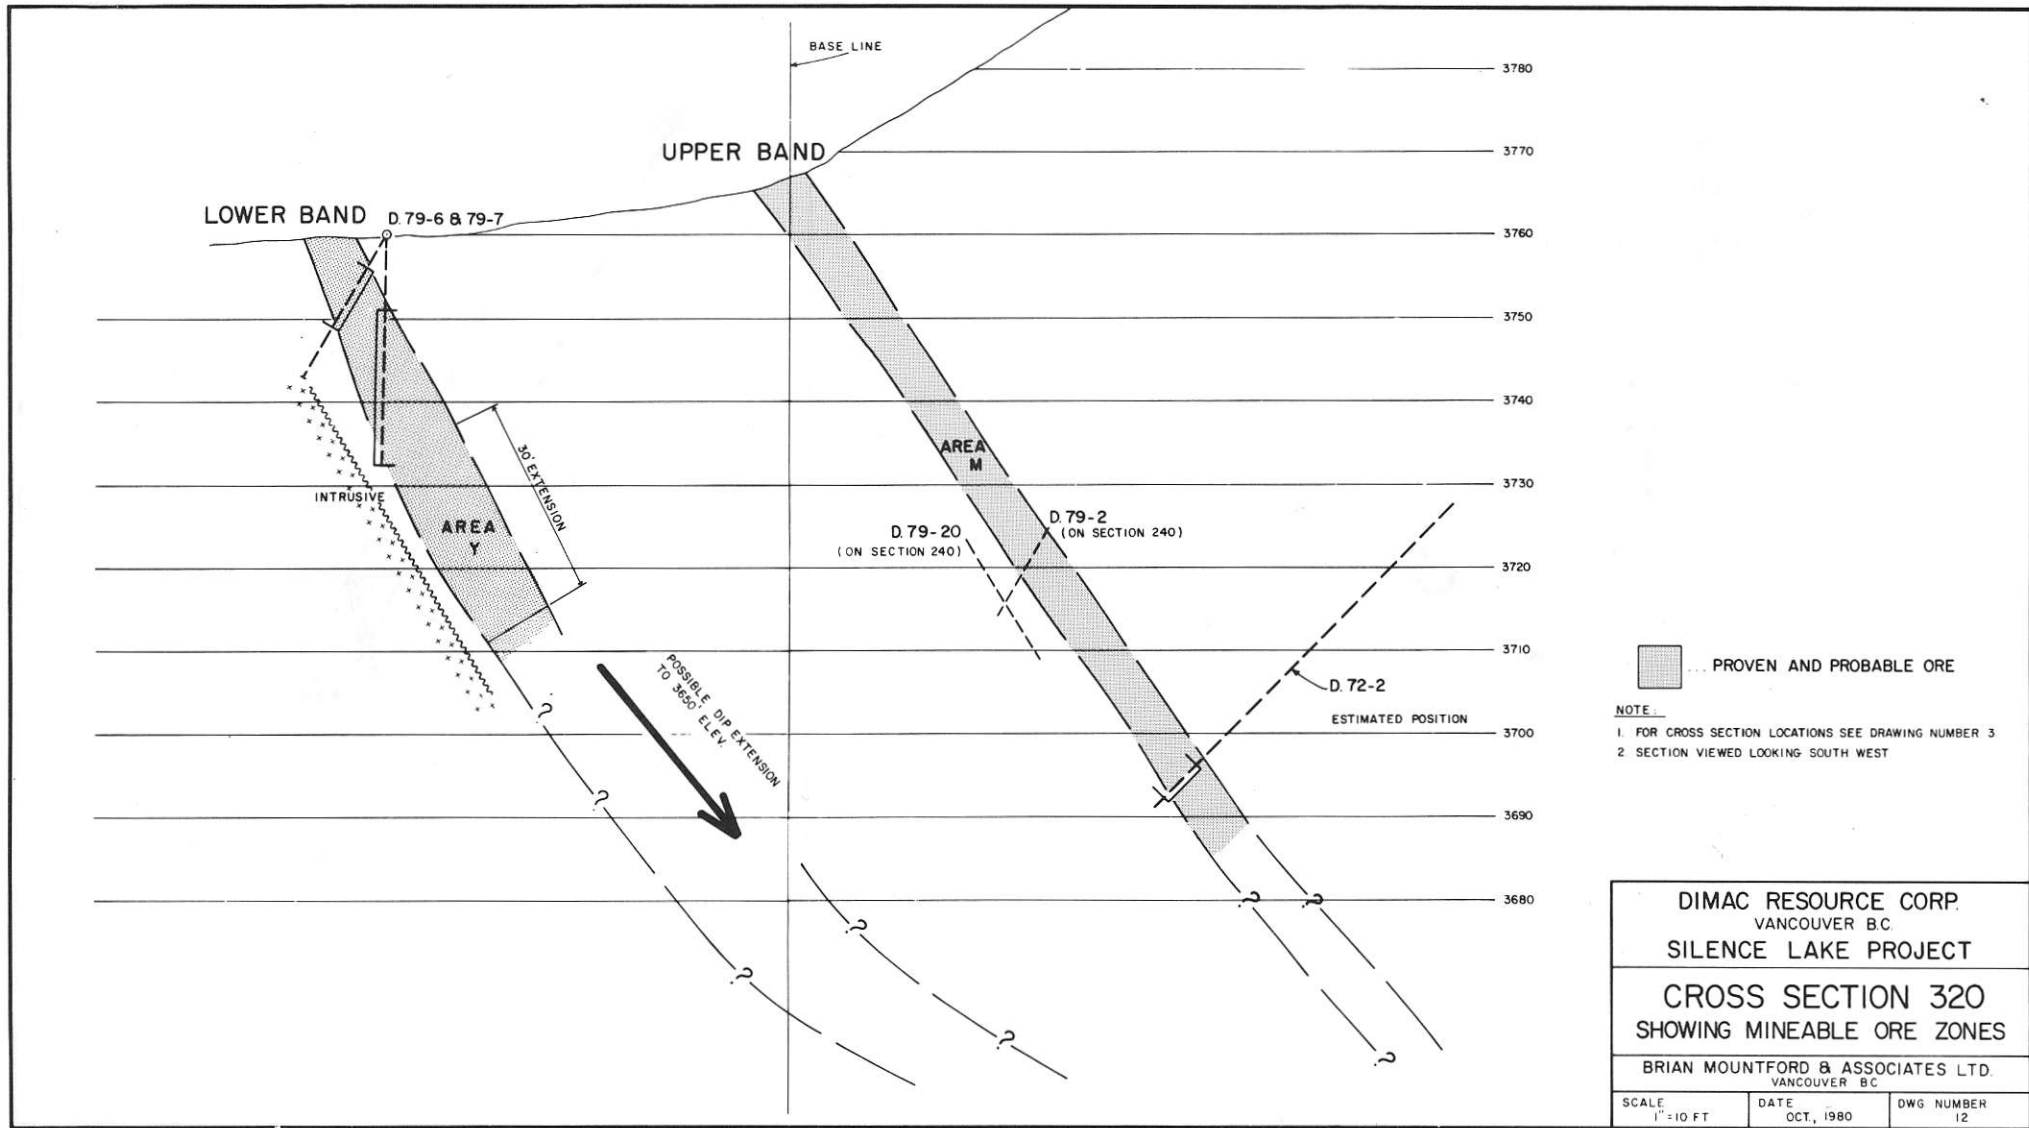 BASE LINE
3780
UPPER BAND
3770
LOWER BAND
D. 79-6 & 79-7
3760
3750
3740
30' EXTENSION
AREA
M
3730
INTRUSIVE
AREA
Y
D. 79-20
(ON SECTION 240)
D. 79-2
(ON SECTION 240)
3720
3710
POSSIBLE DIP EXTENSION
TO 3650' ELEV.
D. 72-2
ESTIMATED POSITION
3700
3690
3680
?
?
?
?
?
?
?
?
... PROVEN AND PROBABLE ORE
NOTE:
1. FOR CROSS SECTION LOCATIONS SEE DRAWING NUMBER 3
2 SECTION VIEWED LOOKING SOUTH WEST
DIMAC RESOURCE CORP.
VANCOUVER B.C.
SILENCE LAKE PROJECT
CROSS SECTION 320
SHOWING MINEABLE ORE ZONES
BRIAN MOUNTFORD & ASSOCIATES LTD.
VANCOUVER BC
SCALE
1" = 10 FT
DATE
OCT., 1980
DWG NUMBER
12